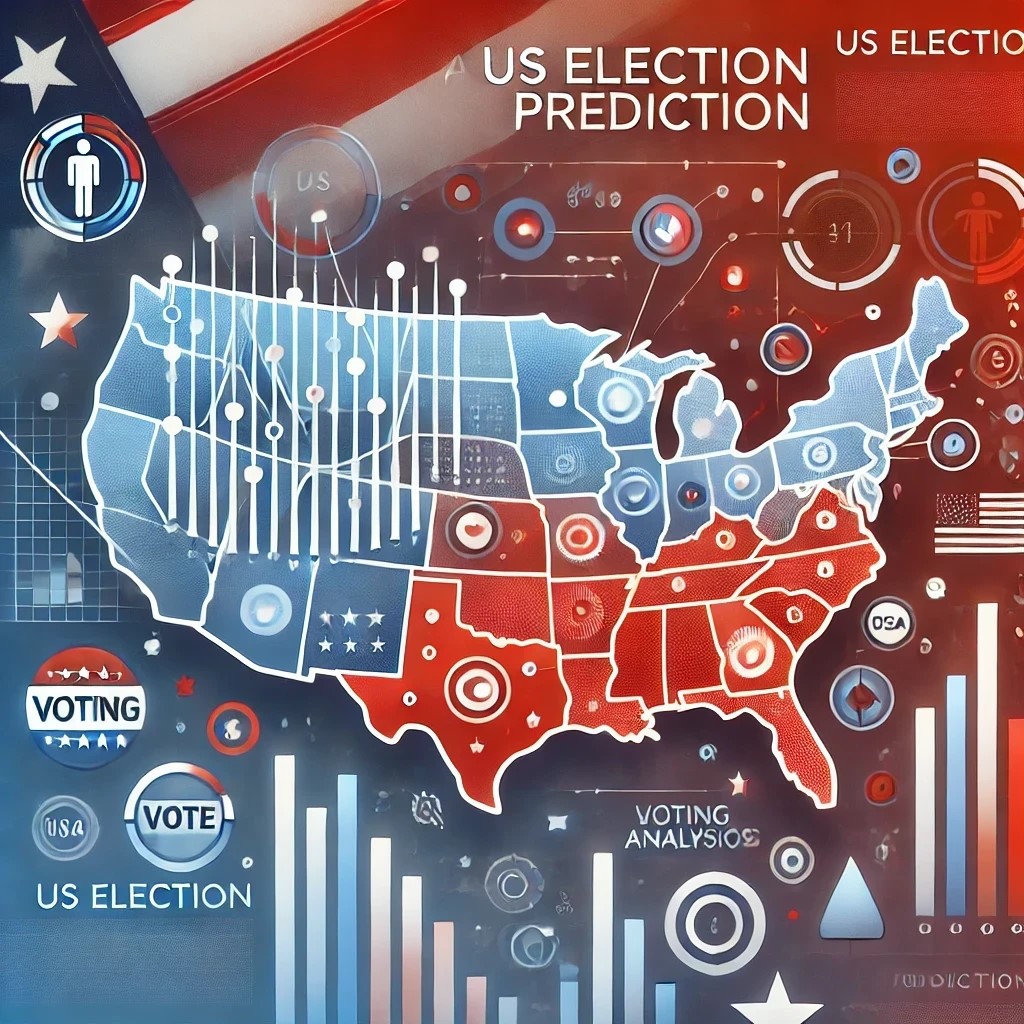 US ELECTION
PREDICTION
US ELECTIO
US
VOTING
VOTE
USA
US ELECTION
VOTING
ANALYSIOS